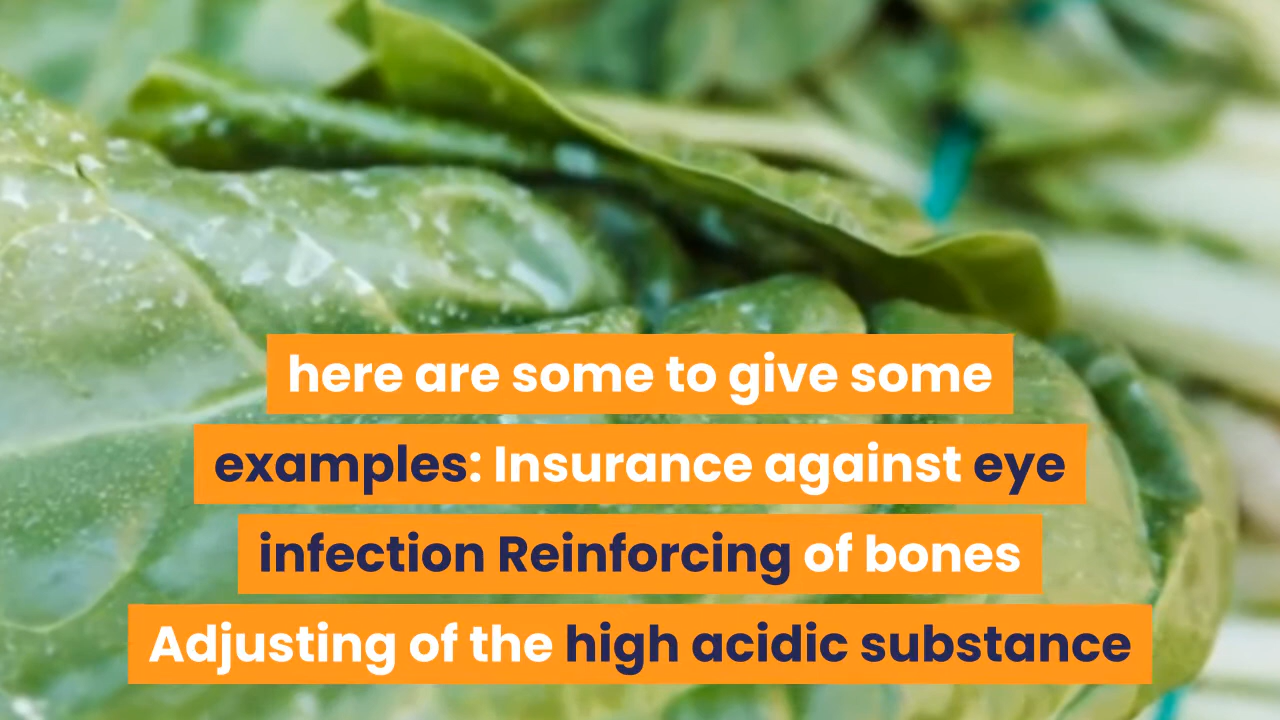 here are some to give some
examples: Insurance against eye
infection Reinforcing of bones
Adjusting of the high acidic substance